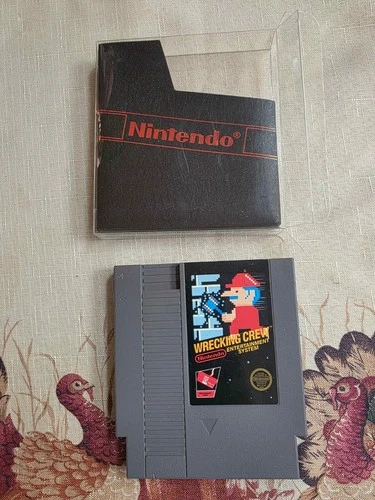 Nintendo®
WRECKING CREW
Nintendo
ENTERTAINMENT
SYSTEM